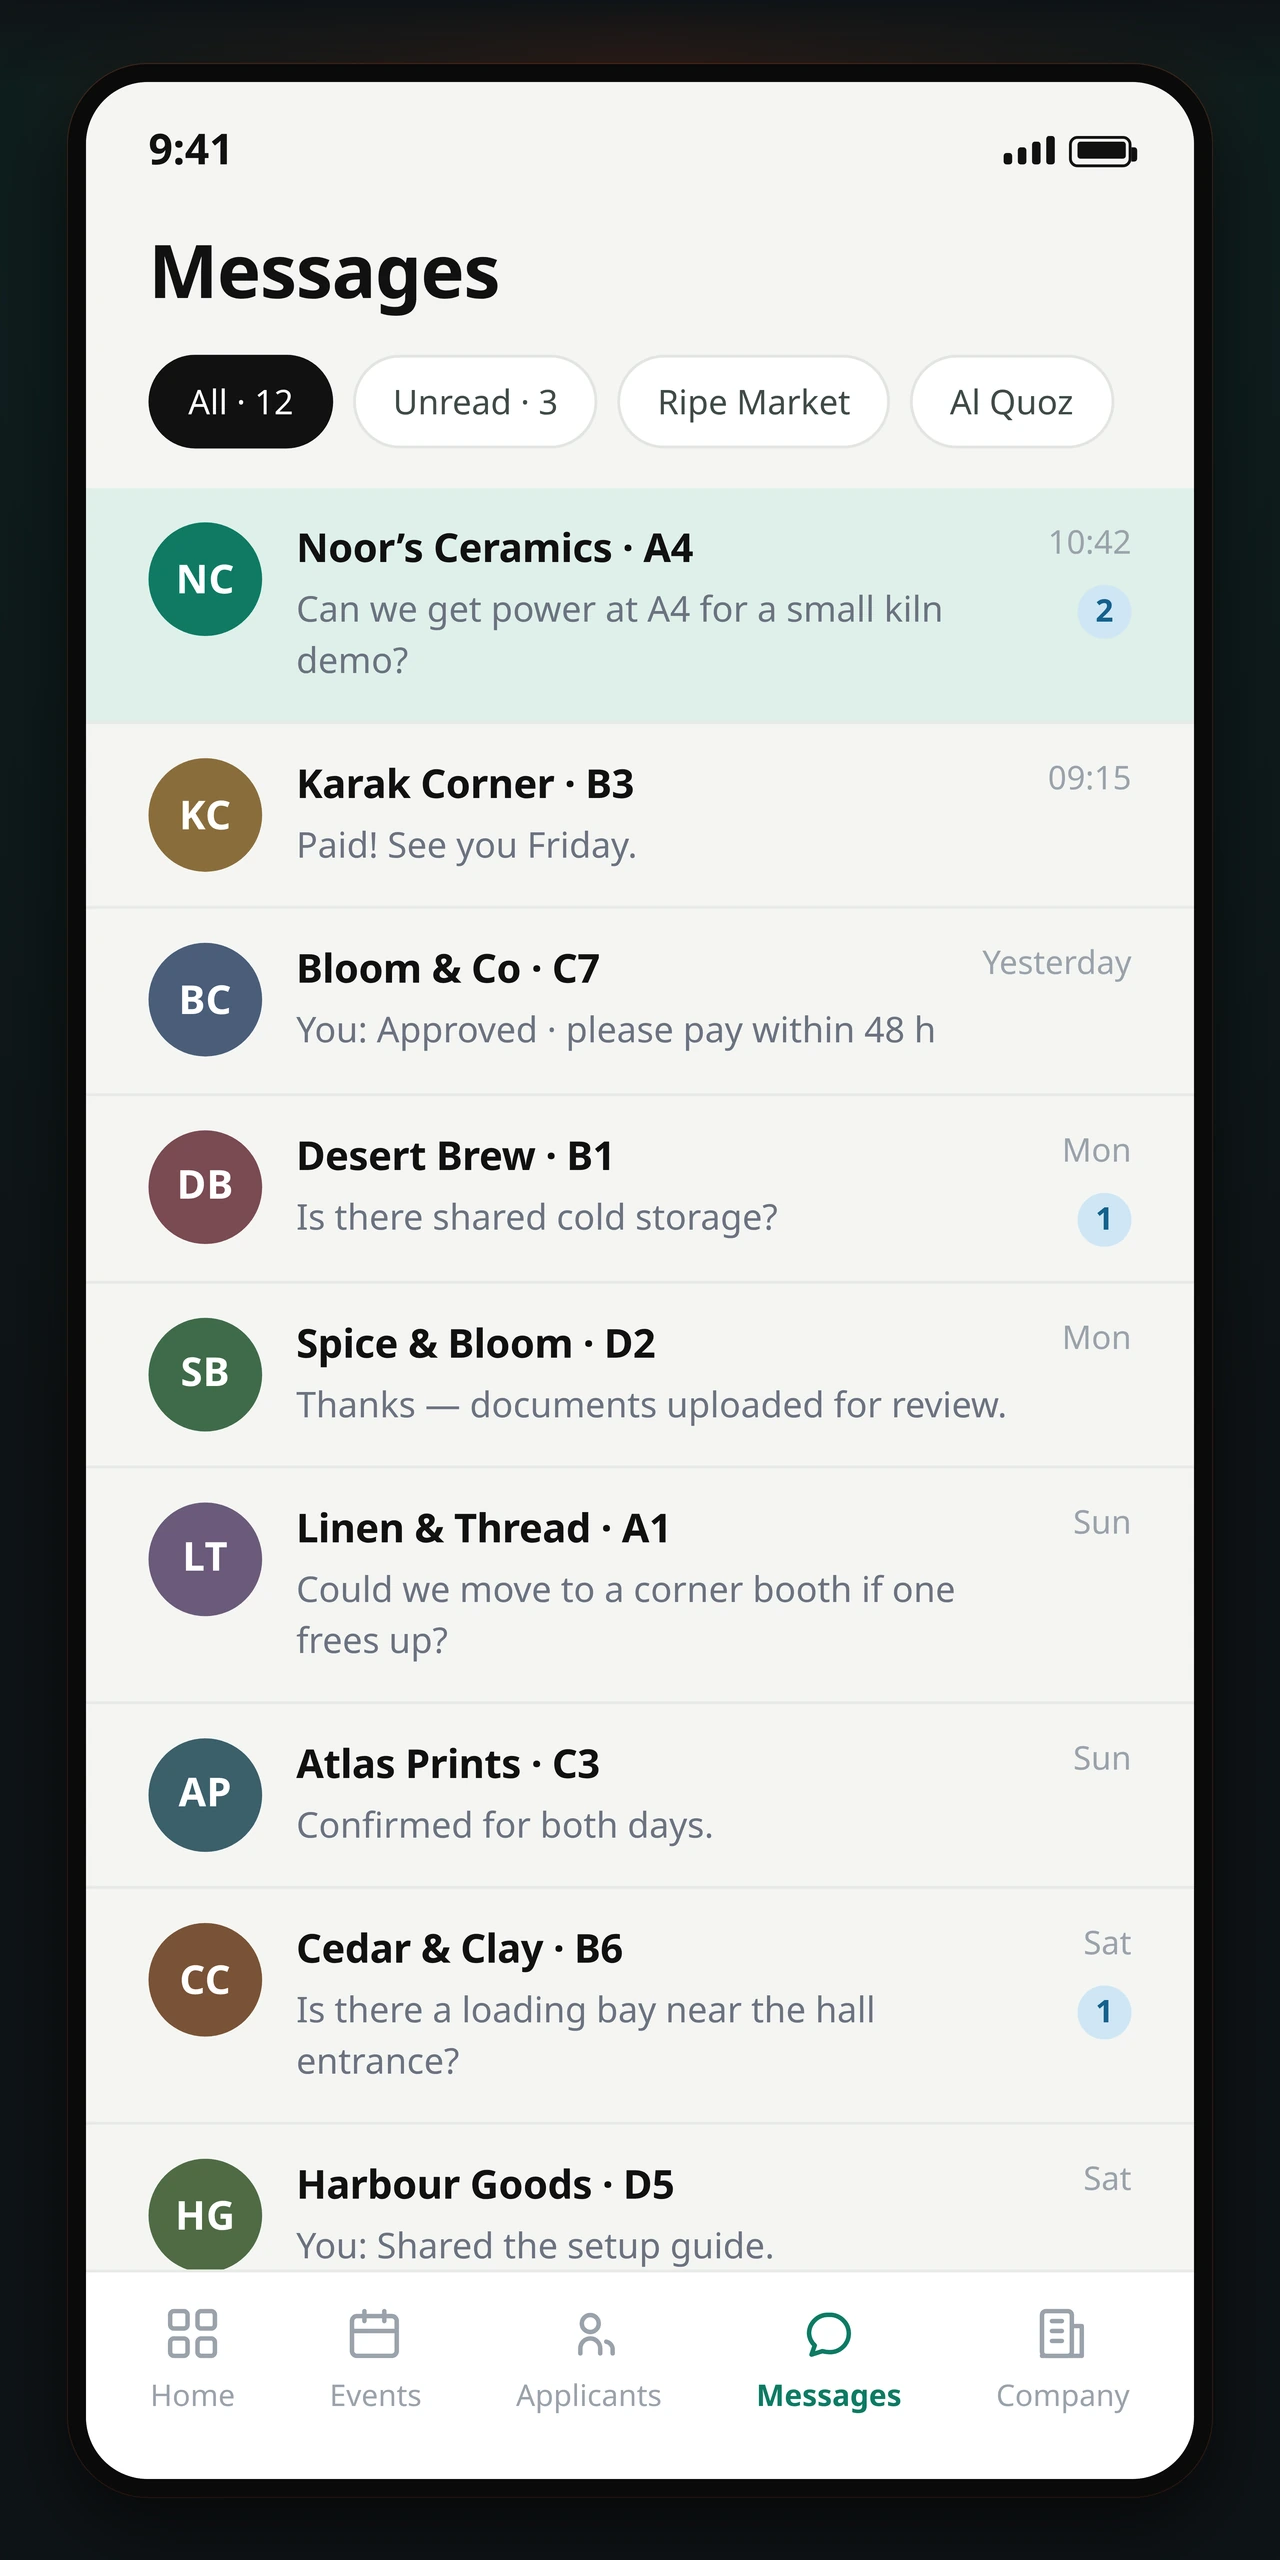 9:41
Messages
All · 12
Unread · 3
Ripe Market
Al Quoz
NC
Noor’s Ceramics · A4
10:42
Can we get power at A4 for a small kiln
demo?
2
KC
Karak Corner · B3
09:15
Paid! See you Friday.
BC
Bloom & Co · C7
Yesterday
You: Approved · please pay within 48 h
DB
Desert Brew · B1
Mon
Is there shared cold storage?
1
SB
Spice & Bloom · D2
Mon
Thanks — documents uploaded for review.
LT
Linen & Thread · A1
Sun
Could we move to a corner booth if one
frees up?
AP
Atlas Prints · C3
Sun
Confirmed for both days.
CC
Cedar & Clay · B6
Sat
Is there a loading bay near the hall
entrance?
1
HG
Harbour Goods · D5
Sat
You: Shared the setup guide.
Home
Events
Applicants
Messages
Company